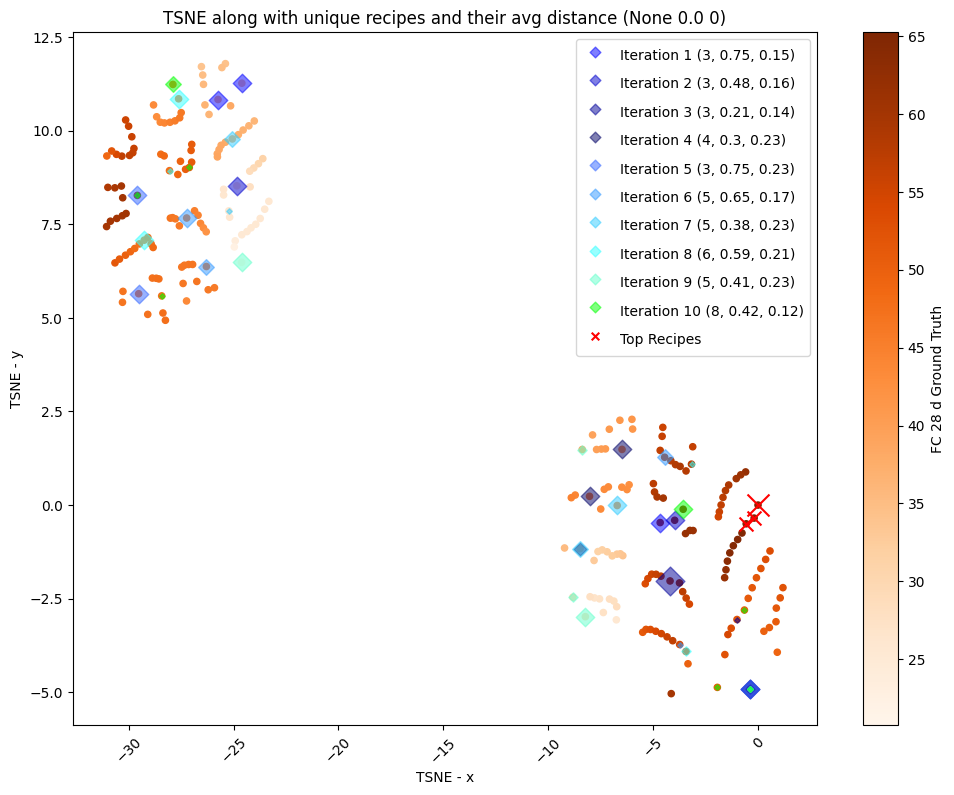 TSNE along with unique recipes and their avg distance (None 0.0 0)
12.5
10.0
7.5
5.0
2.5
0.0
−2.5
−5.0
TSNE - y
−30
−25
−20
−15
−10
−5
0
TSNE - x
Iteration 1 (3, 0.75, 0.15)
Iteration 2 (3, 0.48, 0.16)
Iteration 3 (3, 0.21, 0.14)
Iteration 4 (4, 0.3, 0.23)
Iteration 5 (3, 0.75, 0.23)
Iteration 6 (5, 0.65, 0.17)
Iteration 7 (5, 0.38, 0.23)
Iteration 8 (6, 0.59, 0.21)
Iteration 9 (5, 0.41, 0.23)
Iteration 10 (8, 0.42, 0.12)
Top Recipes
65
60
55
50
45
40
35
30
25
FC 28 d Ground Truth